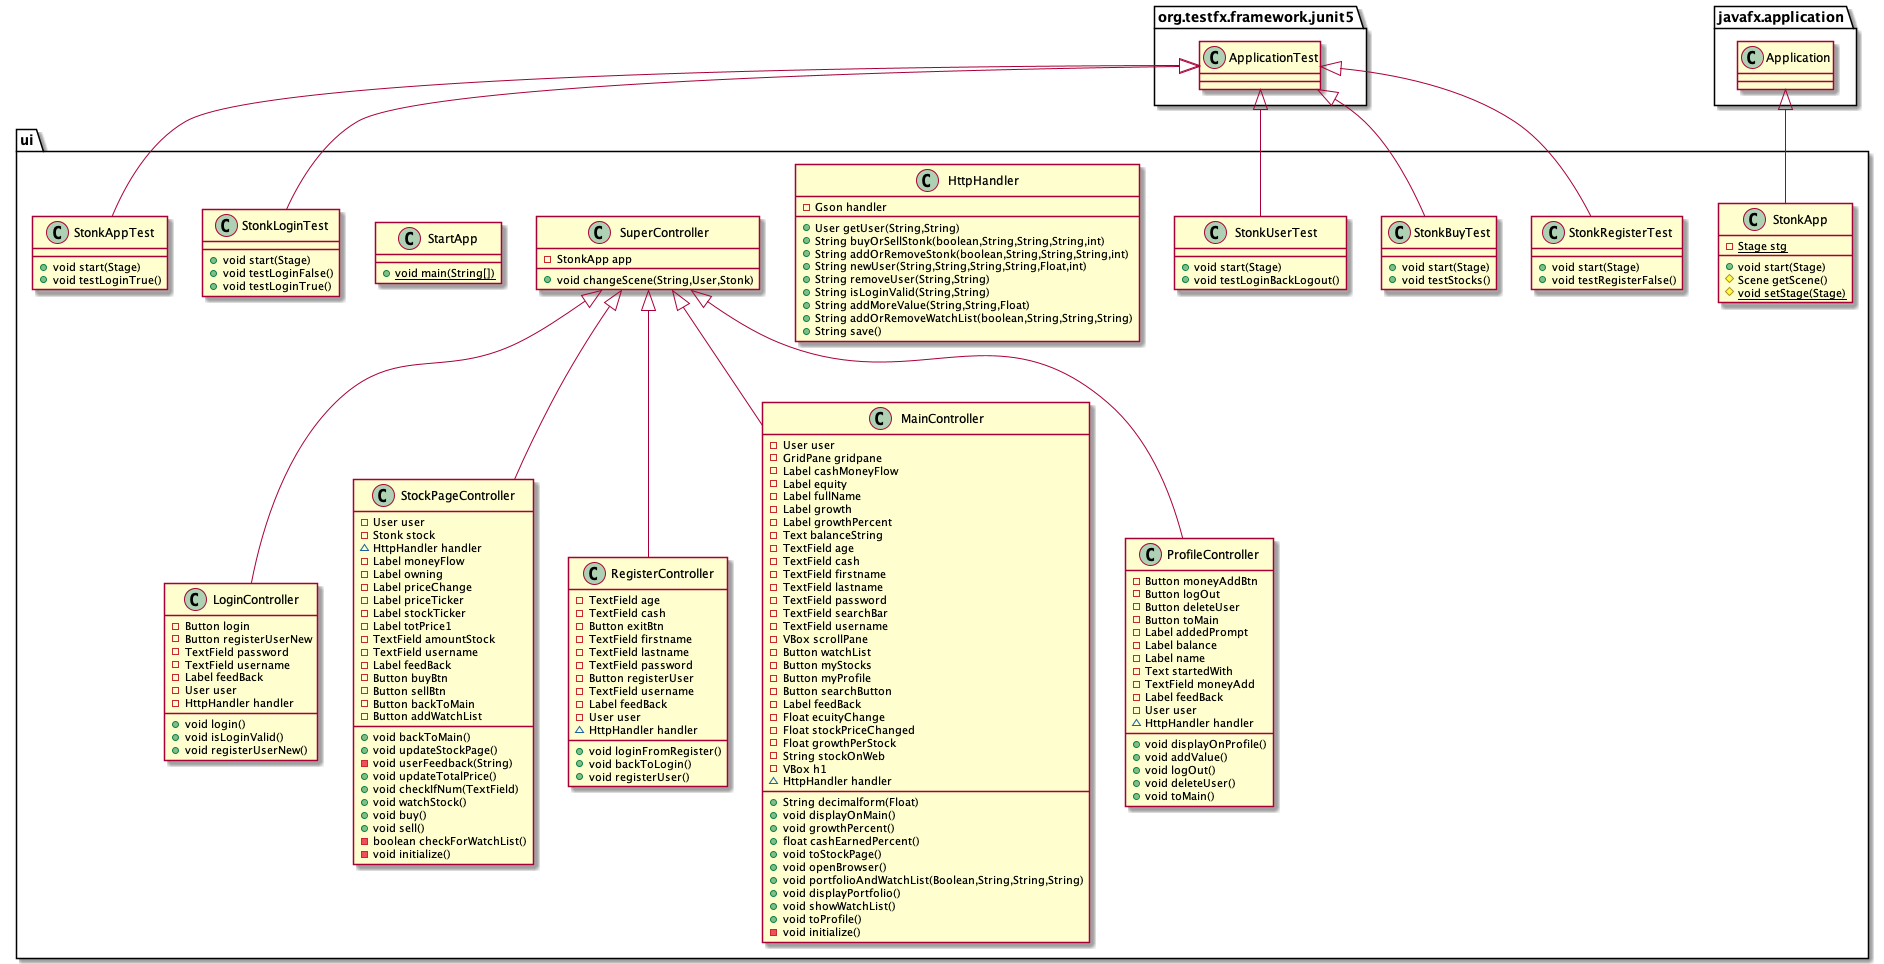 org.testfx.framework.junit5
C ApplicationTest
javafx.application
C Application
ui
C StonkAppTest
void start(Stage)
void testLoginTrue()
C StonkLoginTest
void start(Stage)
void testLoginFalse()
void testLoginTrue()
C StartApp
void main(String[])
C SuperController
StonkApp app
void changeScene(String,User,Stonk)
C HttpHandler
Gson handler
User getUser(String,String)
String buyOrSellStonk(boolean,String,String,String,int)
String addOrRemoveStonk(boolean,String,String,String,int)
String newUser(String,String,String,String,Float,int)
String removeUser(String,String)
String isLoginValid(String,String)
String addMoreValue(String,String,Float)
String addOrRemoveWatchList(boolean,String,String,String)
String save()
C StonkUserTest
void start(Stage)
void testLoginBackLogout()
C StonkBuyTest
void start(Stage)
void testStocks()
C StonkRegisterTest
void start(Stage)
void testRegisterFalse()
C StonkApp
Stage stg
void start(Stage)
Scene getScene()
void setStage(Stage)
C LoginController
Button login
Button registerUserNew
TextField password
TextField username
Label feedBack
User user
HttpHandler handler
void login()
void isLoginValid()
void registerUserNew()
C StockPageController
User user
Stonk stock
HttpHandler handler
Label moneyFlow
Label owning
Label priceChange
Label priceTicker
Label stockTicker
Label totPrice1
TextField amountStock
TextField username
Label feedBack
Button buyBtn
Button sellBtn
Button backToMain
Button addWatchList
void backToMain()
void updateStockPage()
void userFeedback(String)
void updateTotalPrice()
void checkIfNum(TextField)
void watchStock()
void buy()
void sell()
boolean checkForWatchList()
void initialize()
C RegisterController
TextField age
TextField cash
Button exitBtn
TextField firstname
TextField lastname
TextField password
Button registerUser
TextField username
Label feedBack
User user
HttpHandler handler
void loginFromRegister()
void backToLogin()
void registerUser()
C MainController
User user
GridPane gridpane
Label cashMoneyFlow
Label equity
Label fullName
Label growth
Label growthPercent
Text balanceString
TextField age
TextField cash
TextField firstname
TextField lastname
TextField password
TextField searchBar
TextField username
VBox scrollPane
Button watchList
Button myStocks
Button myProfile
Button searchButton
Label feedBack
Float ecuityChange
Float stockPriceChanged
Float growthPerStock
String stockOnWeb
VBox h1
HttpHandler handler
String decimalform(Float)
void displayOnMain()
void growthPercent()
float cashEarnedPercent()
void toStockPage()
void openBrowser()
void portfolioAndWatchList(Boolean,String,String,String)
void displayPortfolio()
void showWatchList()
void toProfile()
void initialize()
C ProfileController
Button moneyAddBtn
Button logOut
Button deleteUser
Button toMain
Label addedPrompt
Label balance
Label name
Text startedWith
TextField moneyAdd
Label feedBack
User user
HttpHandler handler
void displayOnProfile()
void addValue()
void logOut()
void deleteUser()
void toMain()